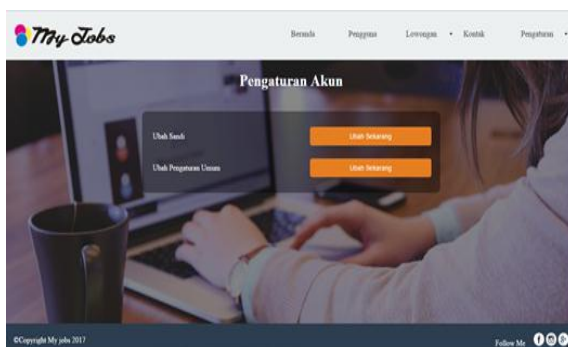 My Jobs
Beranda Pengguna Lowongan Kontak Pengaturan
Pengaturan Akun
Ubah Sandi Ubah Sekarang
Ubah Pengaturan Umum Ubah Sekarang
©Copyright My jobs 2017 Follow Me